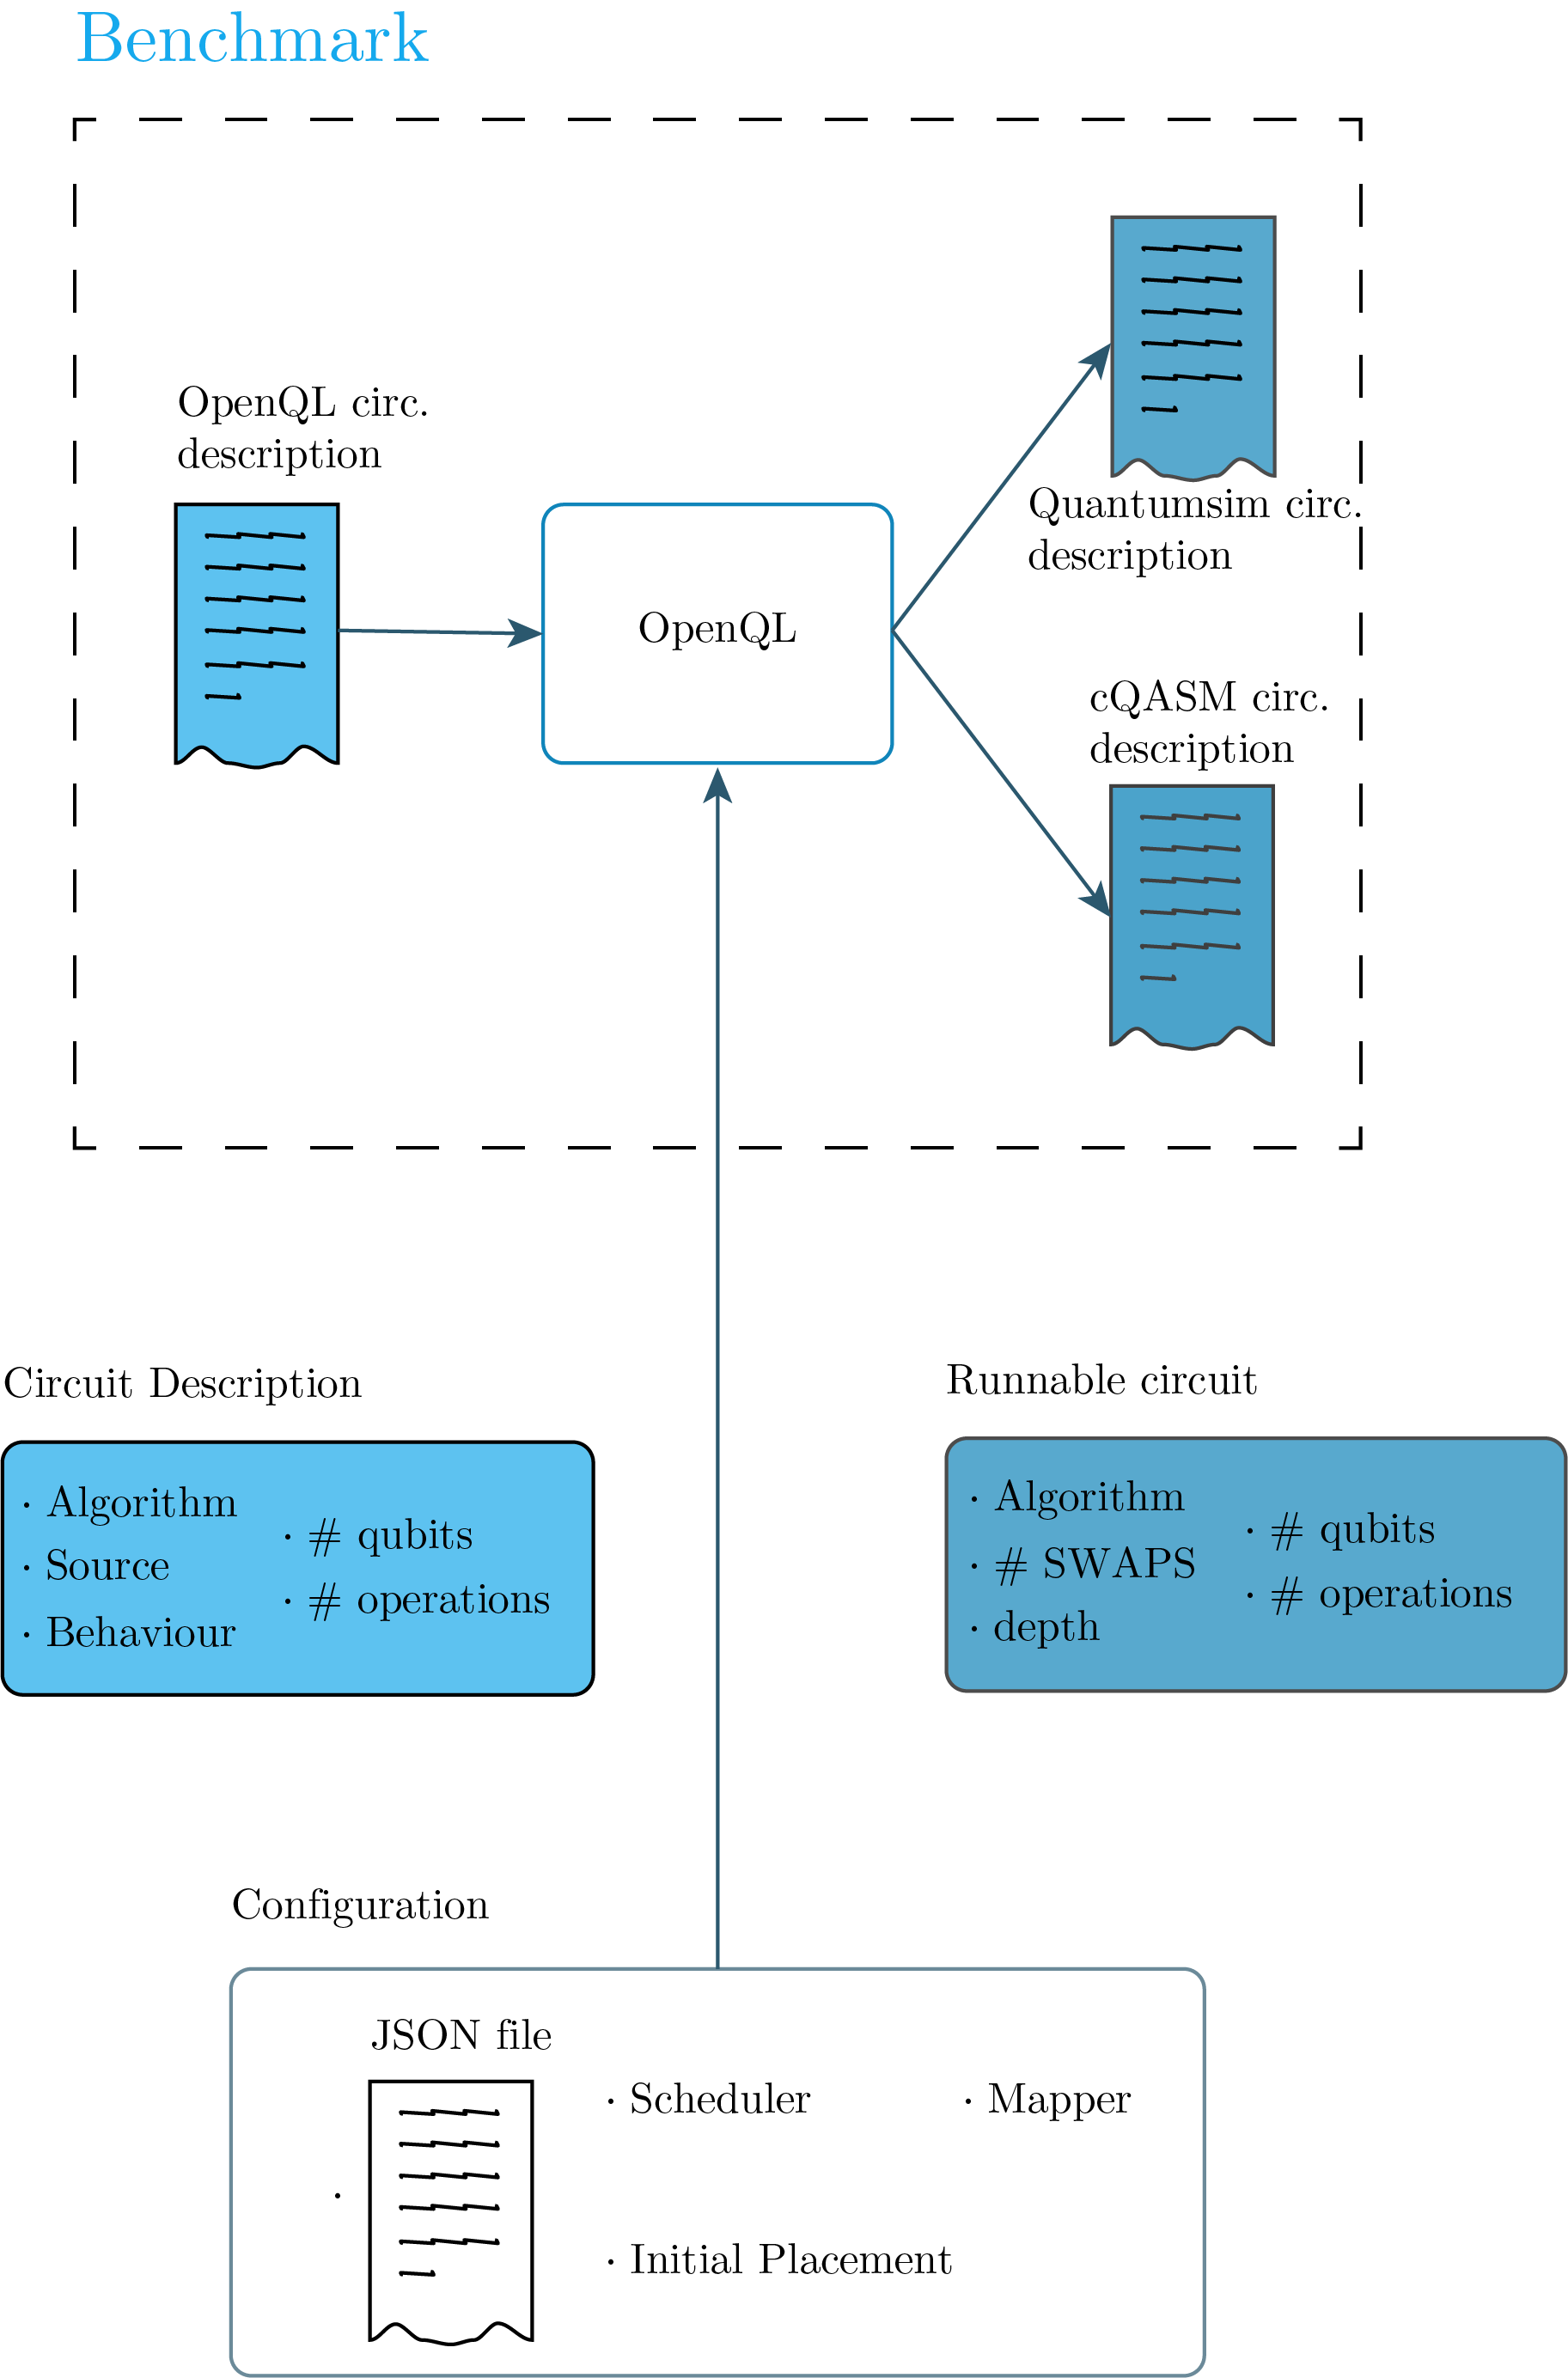 Benchmark
OpenQL circ.
description
OpenQL
Quantumsim circ.
description
cQASM circ.
description
Circuit Description
· Algorithm
· Source
· Behaviour
· # qubits
· # operations
Runnable circuit
· Algorithm
· # SWAPS
· depth
· # qubits
· # operations
Configuration
JSON file
·
· Scheduler
· Mapper
· Initial Placement